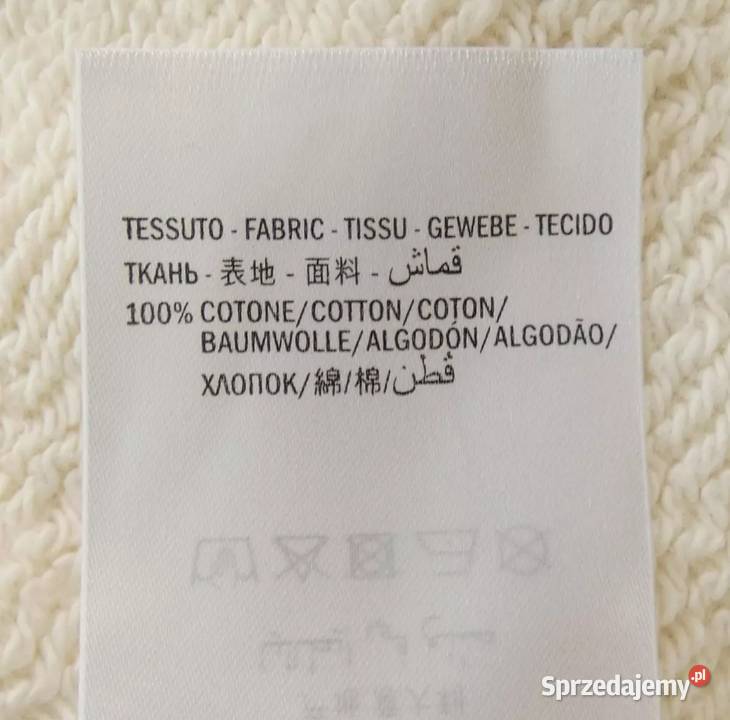 TESSUTO - FABRIC - TISSU - GEWEBE - TECIDO
ТКАНЬ - 表地 - 面料 - قماش
100% COTONE/COTTON/COTON/
BAUMWOLLE/ALGODÓN/ALGODÃO/
ХЛОПОК/綿/棉/قطن
Sprzedajemy.pl